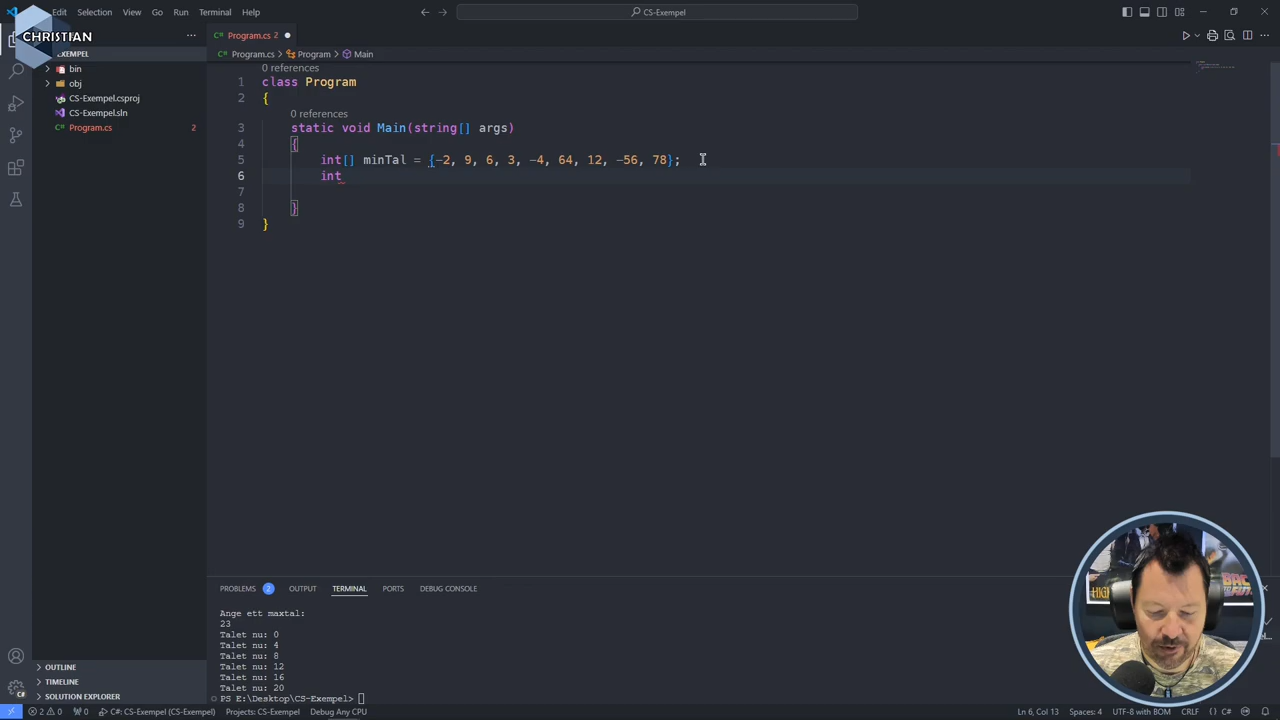 Edit Selection View Go Run Terminal Help
CS-Exempel
CHRISTIAN
EXEMPEL
bin
obj
CS-Exempel.csproj
CS-Exempel.sln
Program.cs 2
OUTLINE
TIMELINE
SOLUTION EXPLORER
Program.cs 2
Program.cs > Program > Main
0 references
1 class Program
2 {
0 references
3 static void Main(string[] args)
4 {
5 int[] minTal = {-2, 9, 6, 3, -4, 64, 12, -56, 78};
6 int
7
8 }
9 }
PROBLEMS 2 OUTPUT TERMINAL PORTS DEBUG CONSOLE
Ange ett maxtal:
23
Talet nu: 0
Talet nu: 4
Talet nu: 8
Talet nu: 12
Talet nu: 16
Talet nu: 20
PS E:\Desktop\CS-Exempel>
2 0 0 C#: CS-Exempel (CS-Exempel) Projects: CS-Exempel Debug Any CPU Ln 6, Col 13 Spaces: 4 UTF-8 with BOM CRLF {} C#